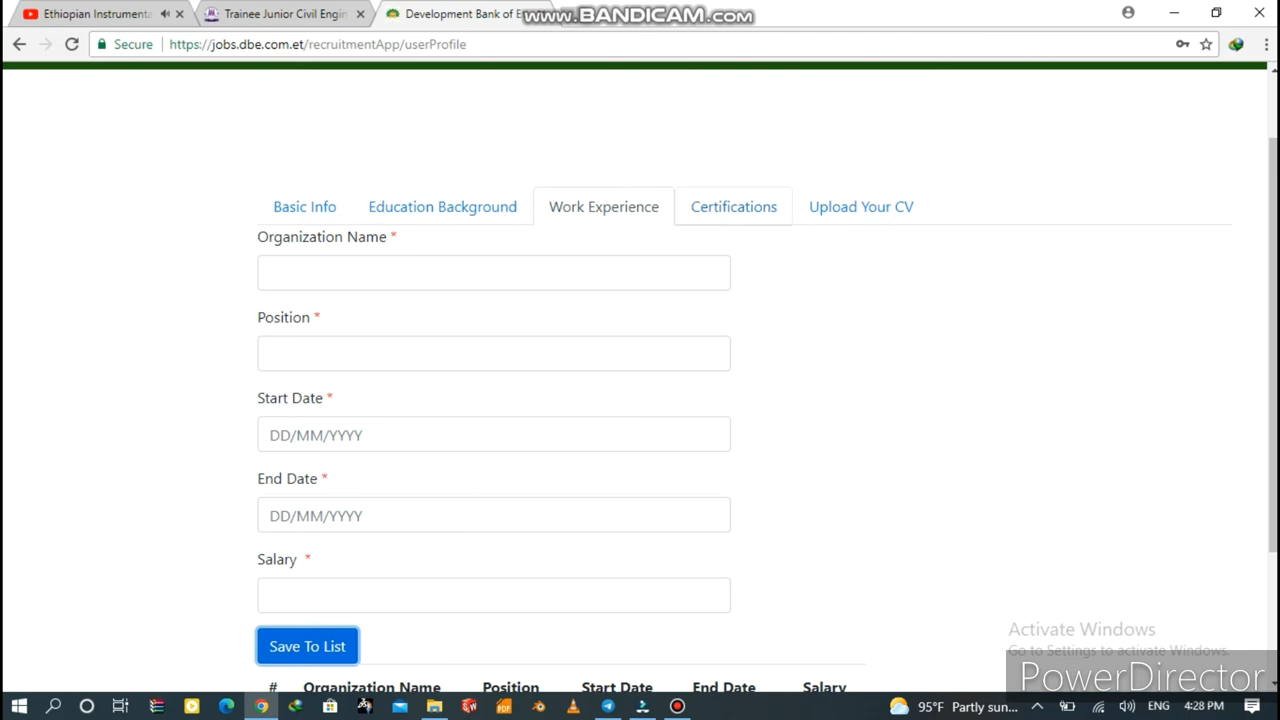 Ethiopian Instrumenta
Trainee Junior Civil Engin
Development Bank of E
www.BANDICAM.com
Secure
https://jobs.dbe.com.et/recruitmentApp/userProfile
Basic Info
Education Background
Work Experience
Certifications
Upload Your CV
Organization Name *
Position *
Start Date *
DD/MM/YYYY
End Date *
DD/MM/YYYY
Salary *
Save To List
Activate Windows
Go to Settings to activate Windows.
PowerDirector
# Organization Name Position Start Date End Date Salary
95°F Partly sun...
ENG
4:28 PM